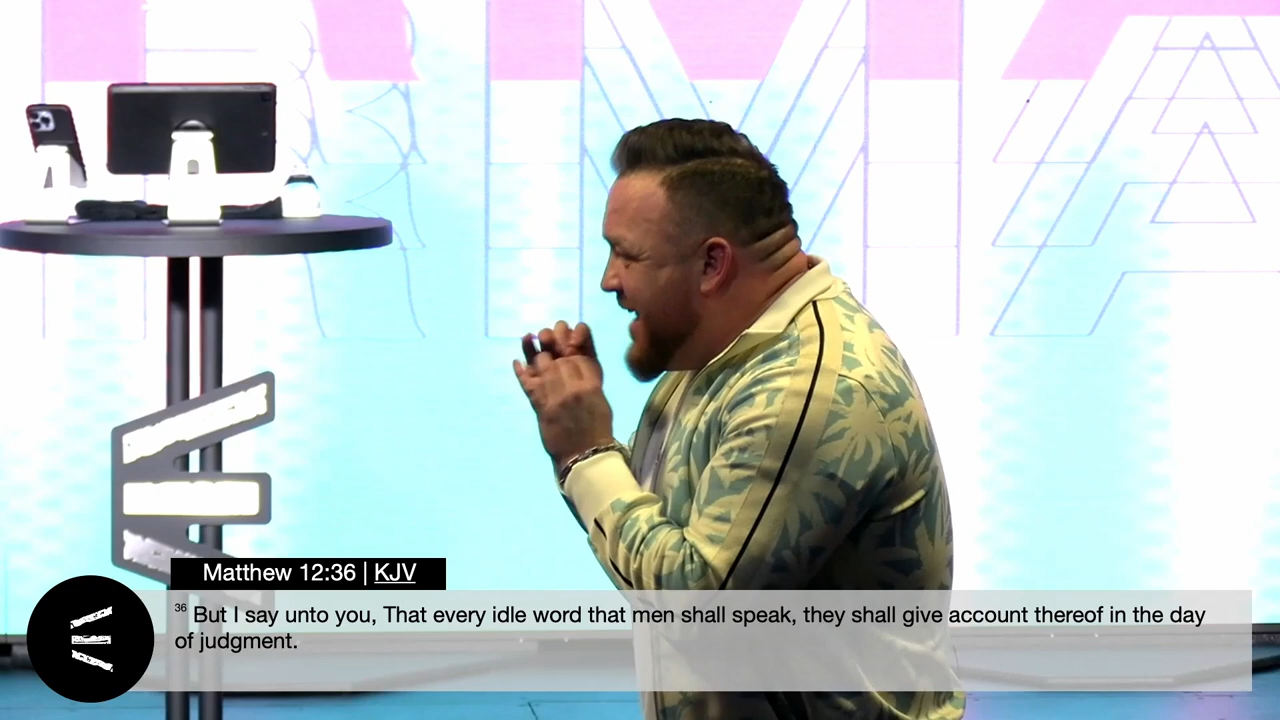 RMA
Matthew 12:36 | KJV
36 But I say unto you, That every idle word that men shall speak, they shall give account thereof in the day
of judgment.